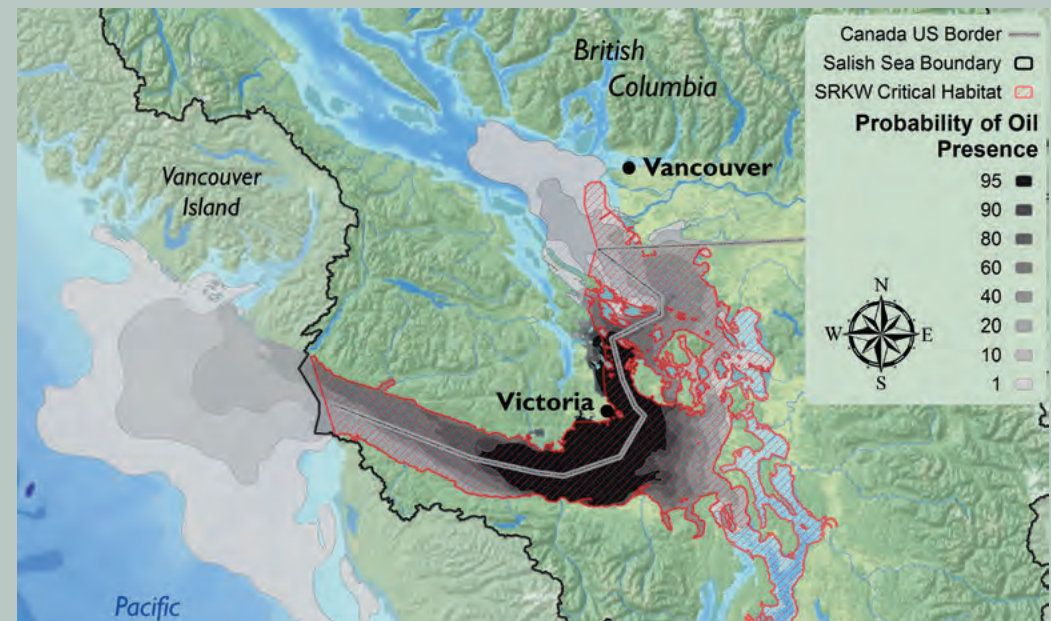 British
Columbia
Vancouver
Vancouver
Island
Victoria
Pacific
Canada US Border
Salish Sea Boundary
SRKW Critical Habitat
Probability of Oil
Presence
95
90
80
60
40
20
10
1
N
W
E
S